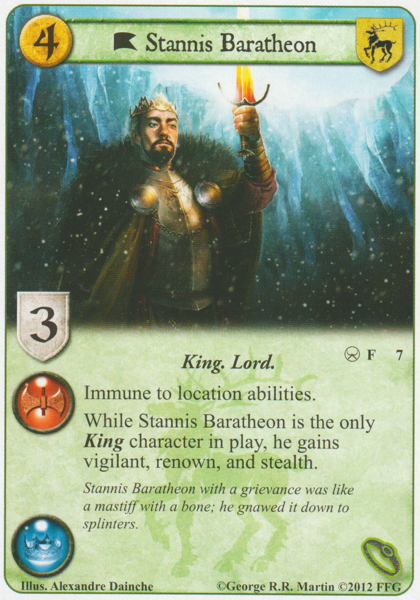 4
Stannis Baratheon
3
King. Lord.
F 7
Immune to location abilities.
While Stannis Baratheon is the only
King character in play, he gains
vigilant, renown, and stealth.
Stannis Baratheon with a grievance was like
a mastiff with a bone; he gnawed it down to
splinters.
Illus. Alexandre Dainche
©George R.R. Martin ©2012 FFG